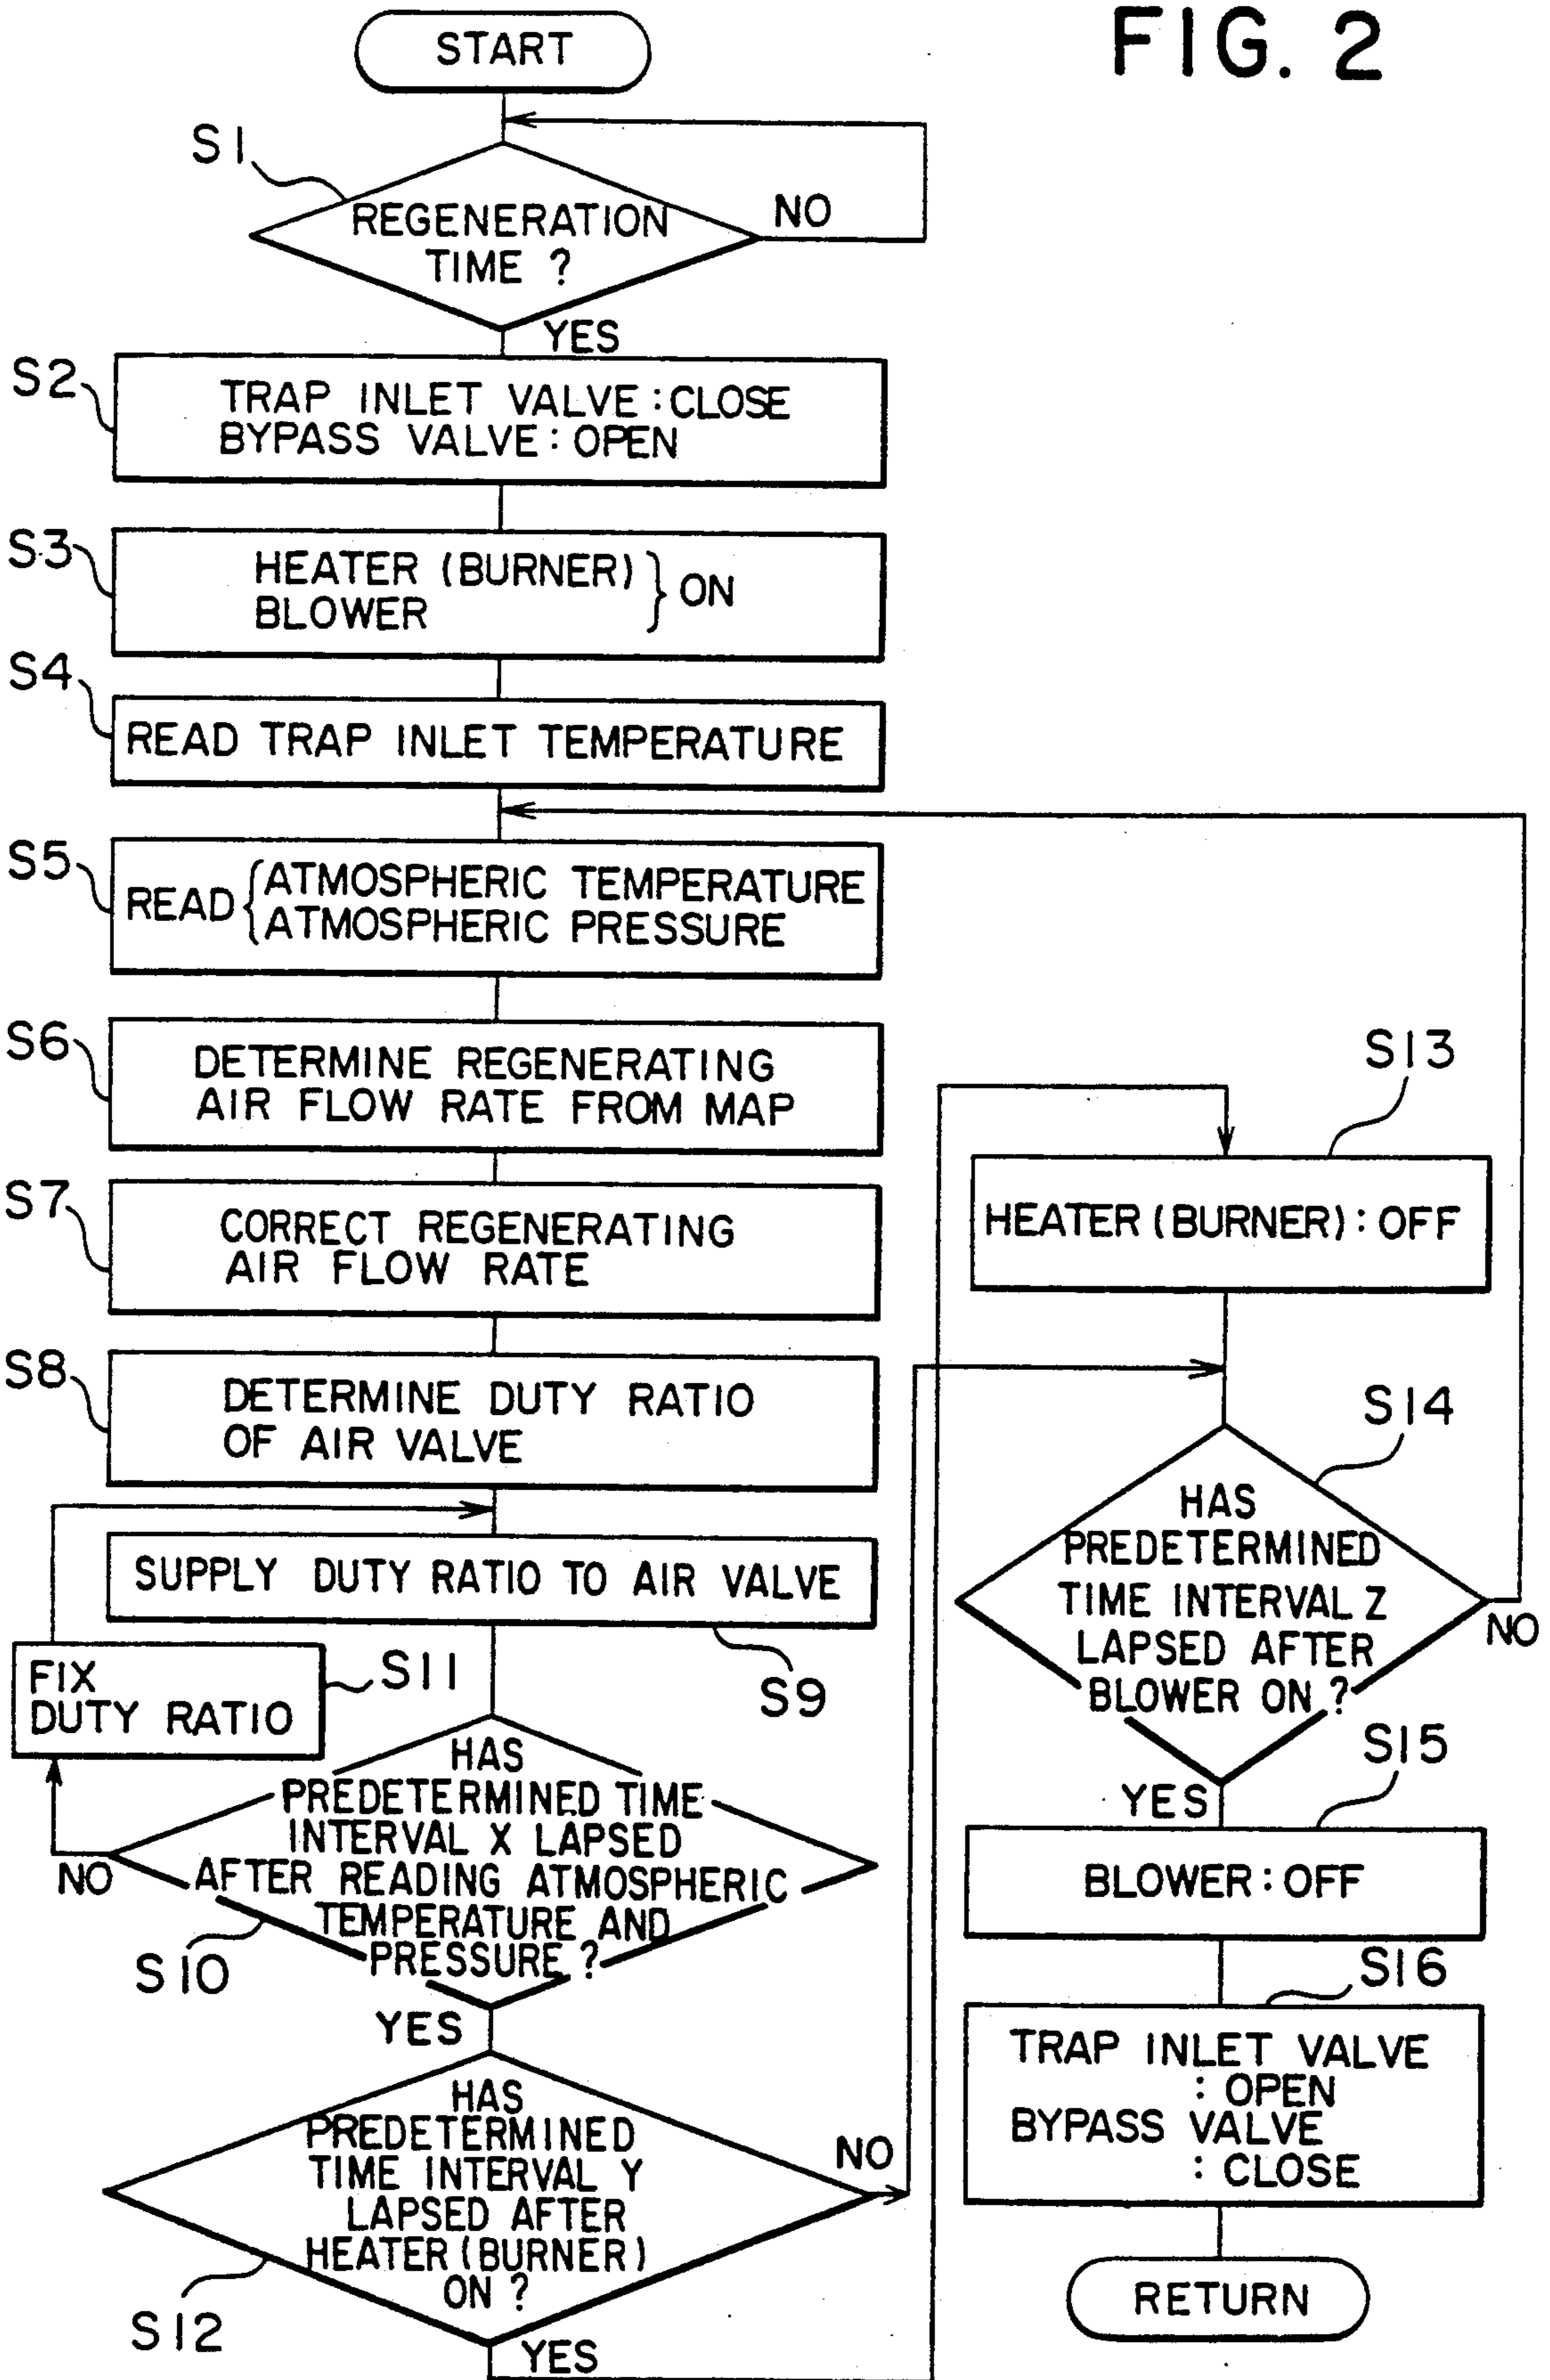 FIG. 2
START
S1
REGENERATION
TIME ?
NO
YES
S2
TRAP INLET VALVE : CLOSE
BYPASS VALVE : OPEN
S3
HEATER (BURNER)
BLOWER
} ON
S4
READ TRAP INLET TEMPERATURE
S5
READ {
ATMOSPHERIC TEMPERATURE
ATMOSPHERIC PRESSURE
S6
DETERMINE REGENERATING
AIR FLOW RATE FROM MAP
S7
CORRECT REGENERATING
AIR FLOW RATE
S8
DETERMINE DUTY RATIO
OF AIR VALVE
SUPPLY DUTY RATIO TO AIR VALVE
S9
FIX
DUTY RATIO
S11
HAS
PREDETERMINED TIME
INTERVAL X LAPSED
AFTER READING ATMOSPHERIC
TEMPERATURE AND
PRESSURE ?
NO
S10
YES
HAS
PREDETERMINED
TIME INTERVAL Y
LAPSED AFTER
HEATER (BURNER)
ON ?
NO
S12
YES
S13
HEATER (BURNER) : OFF
S14
HAS
PREDETERMINED
TIME INTERVAL Z
LAPSED AFTER
BLOWER ON ?
NO
YES
S15
BLOWER : OFF
S16
TRAP INLET VALVE
: OPEN
BYPASS VALVE
: CLOSE
RETURN